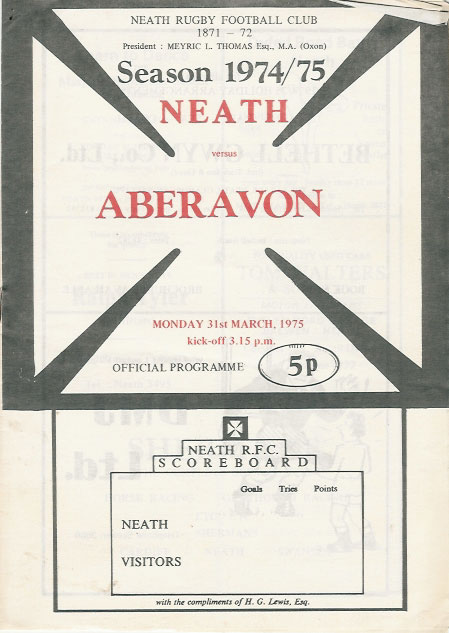 NEATH RUGBY FOOTBALL CLUB
1871 - 72
President : MEYRIC L. THOMAS Esq., M.A. (Oxon)
Season 1974/75
NEATH
versus
ABERAVON
MONDAY 31st MARCH, 1975
kick-off 3.15 p.m.
OFFICIAL PROGRAMME
5p
NEATH R.F.C.
SCOREBOARD
Goals Tries Points
NEATH
VISITORS
with the compliments of H. G. Lewis, Esq.